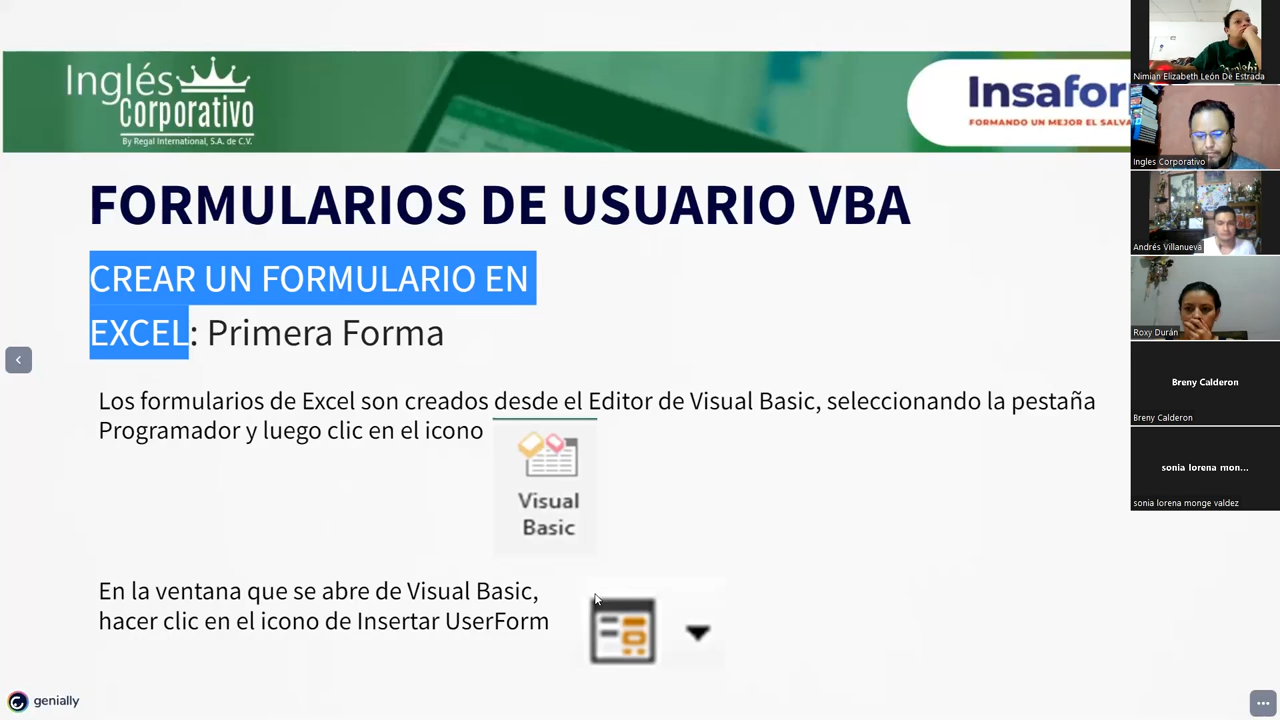 Inglés
Corporativo
By Regal International, S.A. de C.V.
Insafor
FORMANDO UN MEJOR EL SALVA
FORMULARIOS DE USUARIO VBA
CREAR UN FORMULARIO EN
EXCEL: Primera Forma
Los formularios de Excel son creados desde el Editor de Visual Basic, seleccionando la pestaña
Programador y luego clic en el icono
Visual
Basic
En la ventana que se abre de Visual Basic,
hacer clic en el icono de Insertar UserForm
genially
Nimian Elizabeth León De Estrada
Ingles Corporativo
Andrés Villanueva
Roxy Durán
Breny Calderon
Breny Calderon
sonia lorena mon...
sonia lorena monge valdez